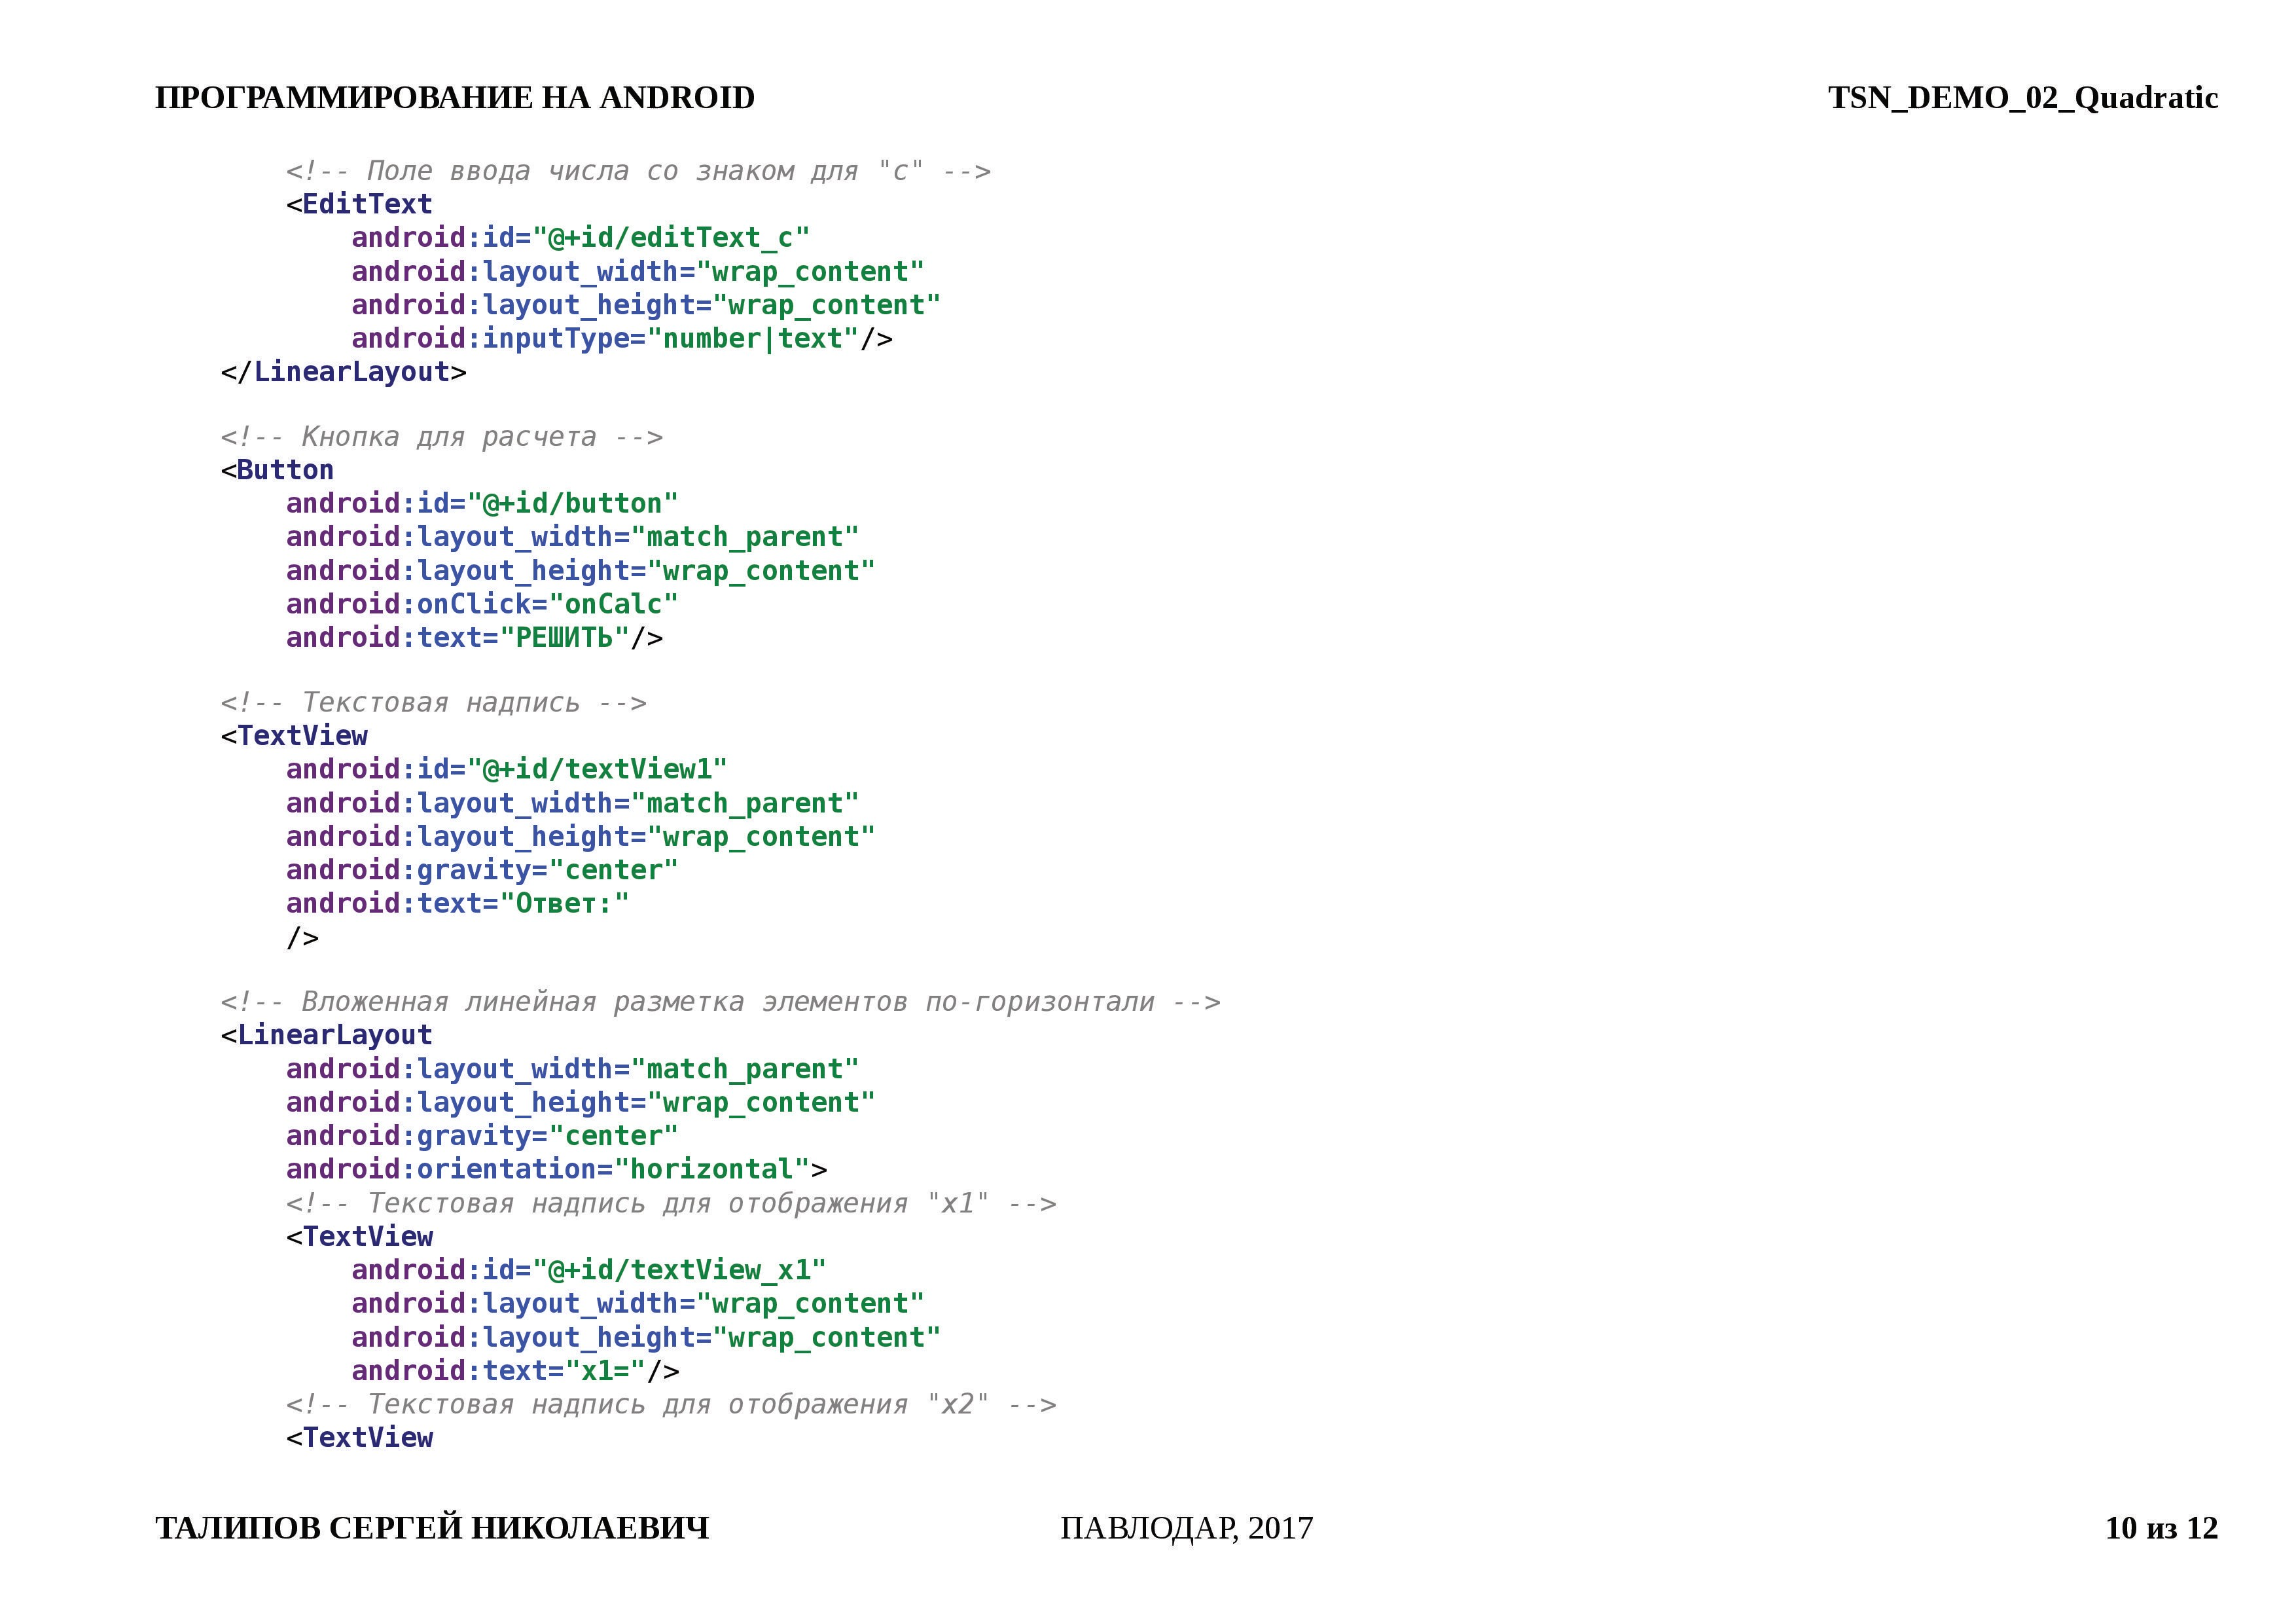 ПРОГРАММИРОВАНИЕ НА ANDROID TSN_DEMO_02_Quadratic
<!-- Поле ввода числа со знаком для "c" -->
<EditText
android:id="@+id/editText_c"
android:layout_width="wrap_content"
android:layout_height="wrap_content"
android:inputType="number|text"/>
</LinearLayout>
<!-- Кнопка для расчета -->
<Button
android:id="@+id/button"
android:layout_width="match_parent"
android:layout_height="wrap_content"
android:onClick="onCalc"
android:text="РЕШИТЬ"/>
<!-- Текстовая надпись -->
<TextView
android:id="@+id/textView1"
android:layout_width="match_parent"
android:layout_height="wrap_content"
android:gravity="center"
android:text="Ответ:"
/>
<!-- Вложенная линейная разметка элементов по-горизонтали -->
<LinearLayout
android:layout_width="match_parent"
android:layout_height="wrap_content"
android:gravity="center"
android:orientation="horizontal">
<!-- Текстовая надпись для отображения "x1" -->
<TextView
android:id="@+id/textView_x1"
android:layout_width="wrap_content"
android:layout_height="wrap_content"
android:text="x1="/>
<!-- Текстовая надпись для отображения "x2" -->
<TextView
ТАЛИПОВ СЕРГЕЙ НИКОЛАЕВИЧ ПАВЛОДАР, 2017 10 из 12